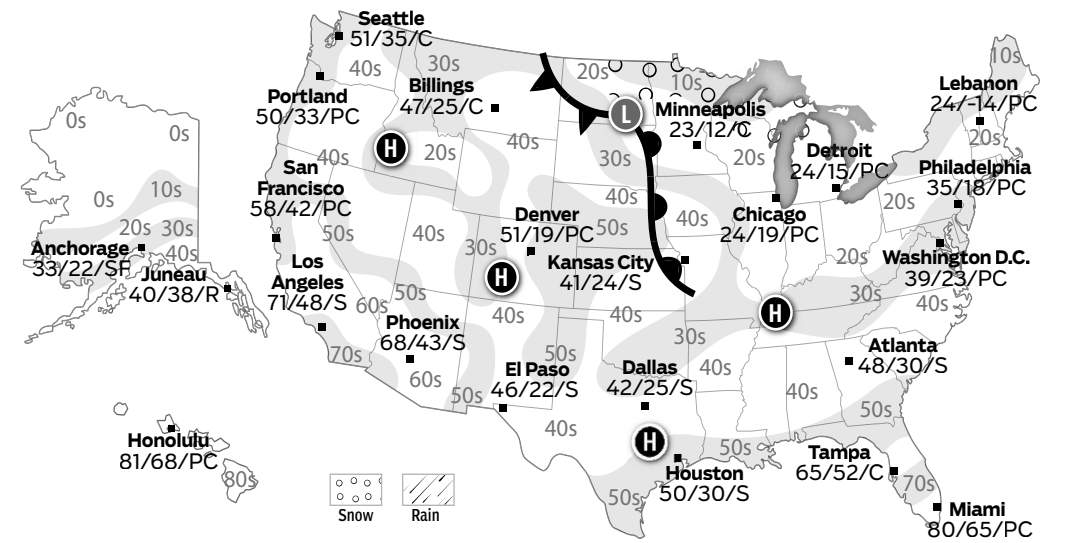 Seattle
51/35/C
40s
30s
20s
10s
10s
Portland
50/33/PC
Billings
47/25/C
L
Minneapolis
23/12/C
Lebanon
24/-14/PC
0s
0s
H
40s
20s
40s
30s
20s
Detroit
24/15/PC
20s
Philadelphia
35/18/PC
San
Francisco
58/42/PC
10s
0s
20s
30s
40s
Anchorage
33/22/SF
Juneau
40/38/R
50s
40s
30s
Denver
51/19/PC
40s
50s
40s
Chicago
24/19/PC
20s
20s
Washington D.C.
39/23/PC
Los
Angeles
71/48/S
H
Kansas City
41/24/S
50s
60s
40s
40s
H
30s
40s
Phoenix
68/43/S
70s
60s
50s
50s
El Paso
46/22/S
Dallas
42/25/S
30s
40s
40s
Atlanta
48/30/S
50s
40s
H
50s
Houston
50/30/S
50s
Tampa
65/52/C
70s
Miami
80/65/PC
Honolulu
81/68/PC
80s
Snow
Rain